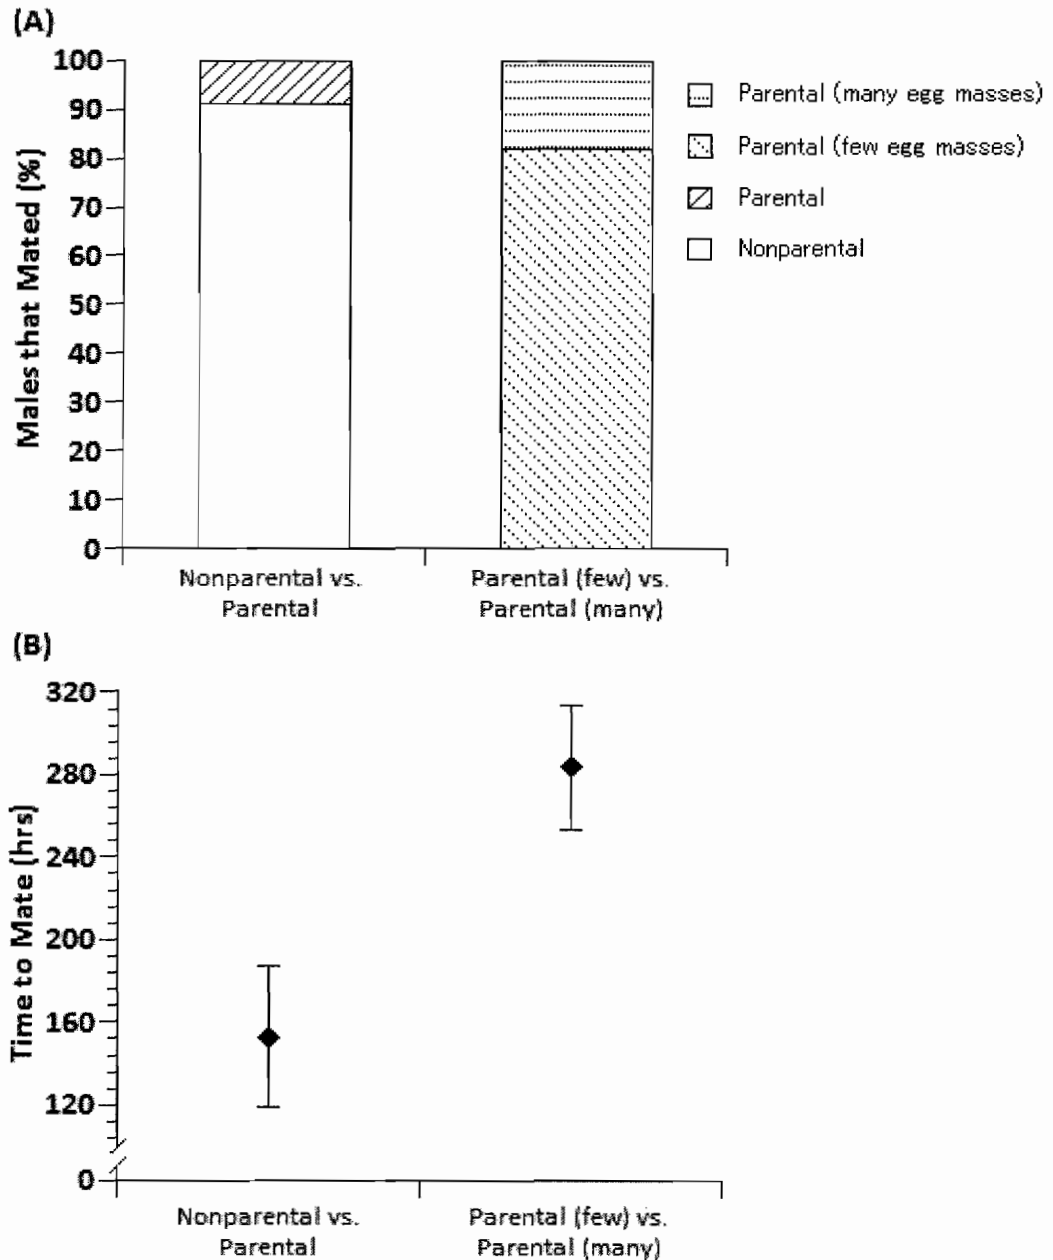 (A)
Males that Mated (%)
100
90
80
70
60
50
40
30
20
10
0
Nonparental vs.
Parental
Parental (few) vs.
Parental (many)
Parental (many egg masses)
Parental (few egg masses)
Parental
Nonparental
(B)
Time to Mate (hrs)
320
280
240
200
160
120
0
Nonparental vs.
Parental
Parental (few) vs.
Parental (many)